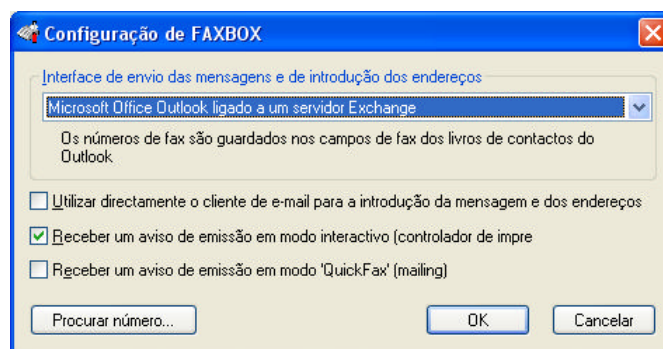 Configuração de FAXBOX
Interface de envio das mensagens e de introdução dos endereços
Microsoft Office Outlook ligado a um servidor Exchange
Os números de fax são guardados nos campos de fax dos livros de contactos do
Outlook
Utilizar directamente o cliente de e-mail para a introdução da mensagem e dos endereços
Receber um aviso de emissão em modo interactivo (controlador de impre
Receber um aviso de emissão em modo 'QuickFax' (mailing)
Procurar número...
OK
Cancelar